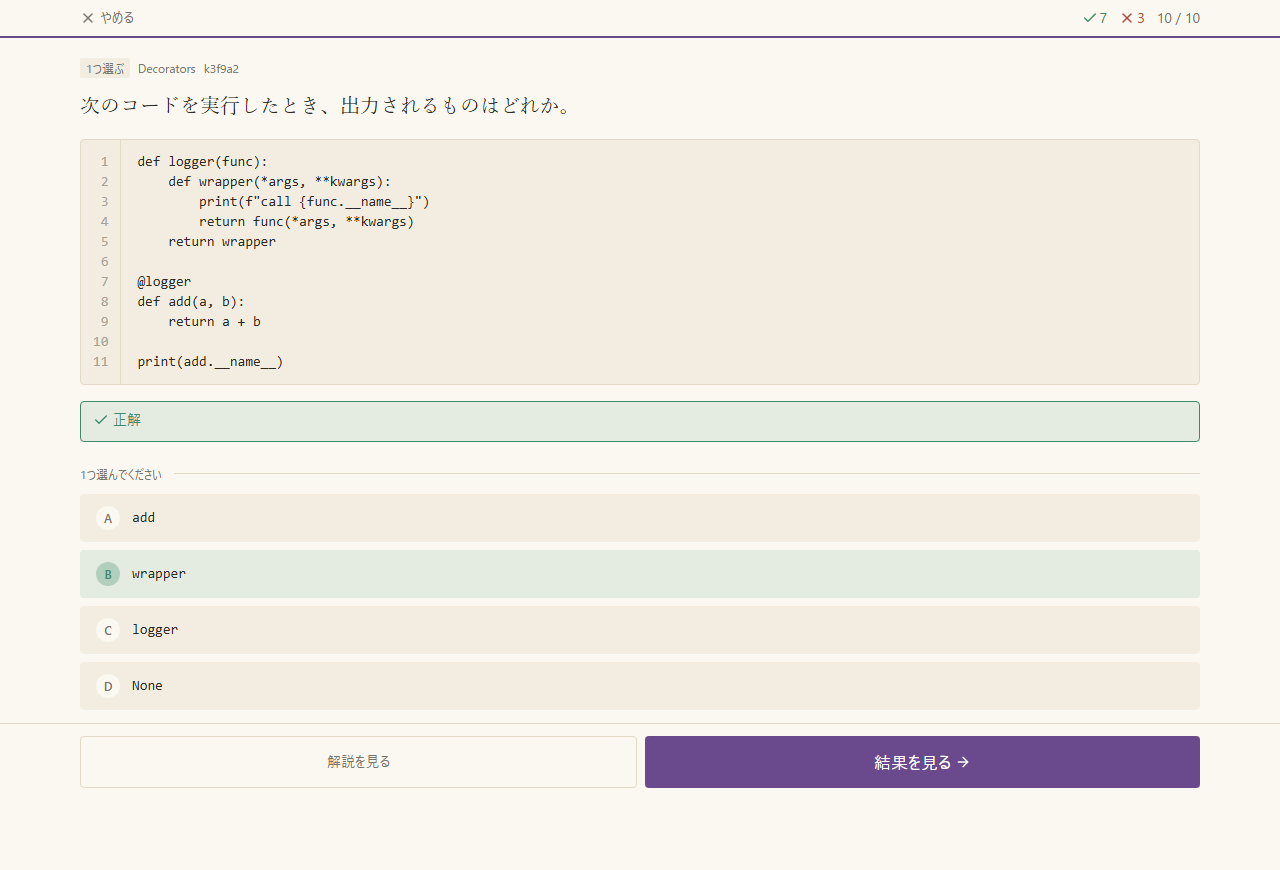 やめる 7 3 10 / 10
1つ選ぶ Decorators k3f9a2
次のコードを実行したとき、出力されるものはどれか。
1 def logger(func):
2     def wrapper(*args, **kwargs):
3         print(f"call {func.__name__}")
4         return func(*args, **kwargs)
5     return wrapper
6
7 @logger
8 def add(a, b):
9     return a + b
10
11 print(add.__name__)
正解
1つ選んでください
A add
B wrapper
C logger
D None
解説を見る 結果を見る →